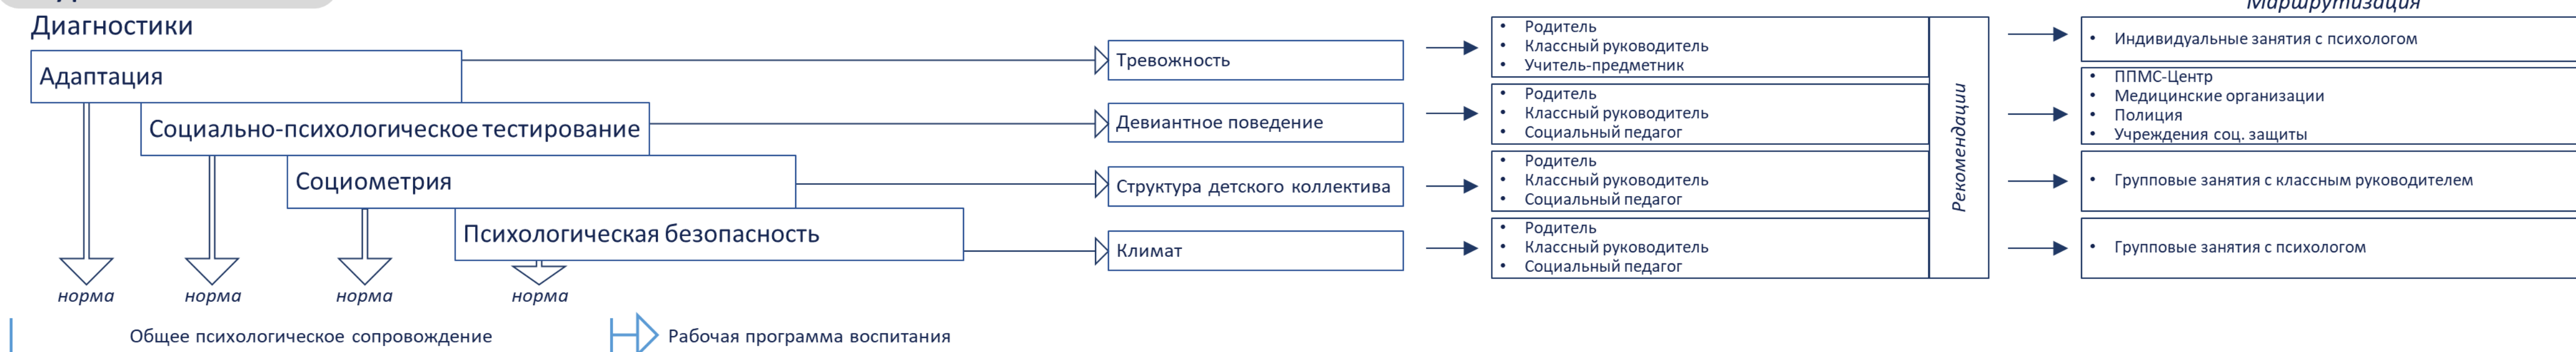 Маршрутизация
Диагностики
Адаптация
Социально-психологическое тестирование
Социометрия
Психологическая безопасность
норма
норма
норма
норма
Тревожность
Девиантное поведение
Структура детского коллектива
Климат
• Родитель
• Классный руководитель
• Учитель-предметник
• Родитель
• Классный руководитель
• Социальный педагог
• Родитель
• Классный руководитель
• Социальный педагог
• Родитель
• Классный руководитель
• Социальный педагог
Рекомендации
• Индивидуальные занятия с психологом
• ППМС-Центр
• Медицинские организации
• Полиция
• Учреждения соц. защиты
• Групповые занятия с классным руководителем
• Групповые занятия с психологом
Общее психологическое сопровождение
Рабочая программа воспитания